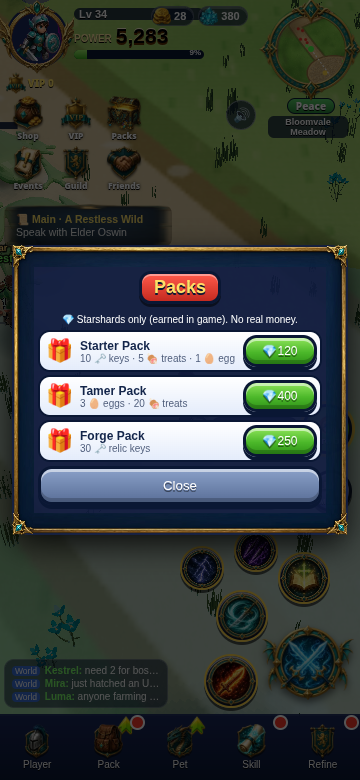 Lv 34
28
380
POWER 5,283
9%
VIP 0
Peace
Bloomvale
Meadow
Shop
VIP
Packs
Events
Guild
Friends
Main · A Restless Wild
Speak with Elder Oswin
Packs
Starshards only (earned in game). No real money.
Starter Pack
10 keys · 5 treats · 1 egg
120
Tamer Pack
3 eggs · 20 treats
400
Forge Pack
30 relic keys
250
Close
World Kestrel: need 2 for bos…
World Mira: just hatched an U…
World Luma: anyone farming …
Player
Pack
Pet
Skill
Refine